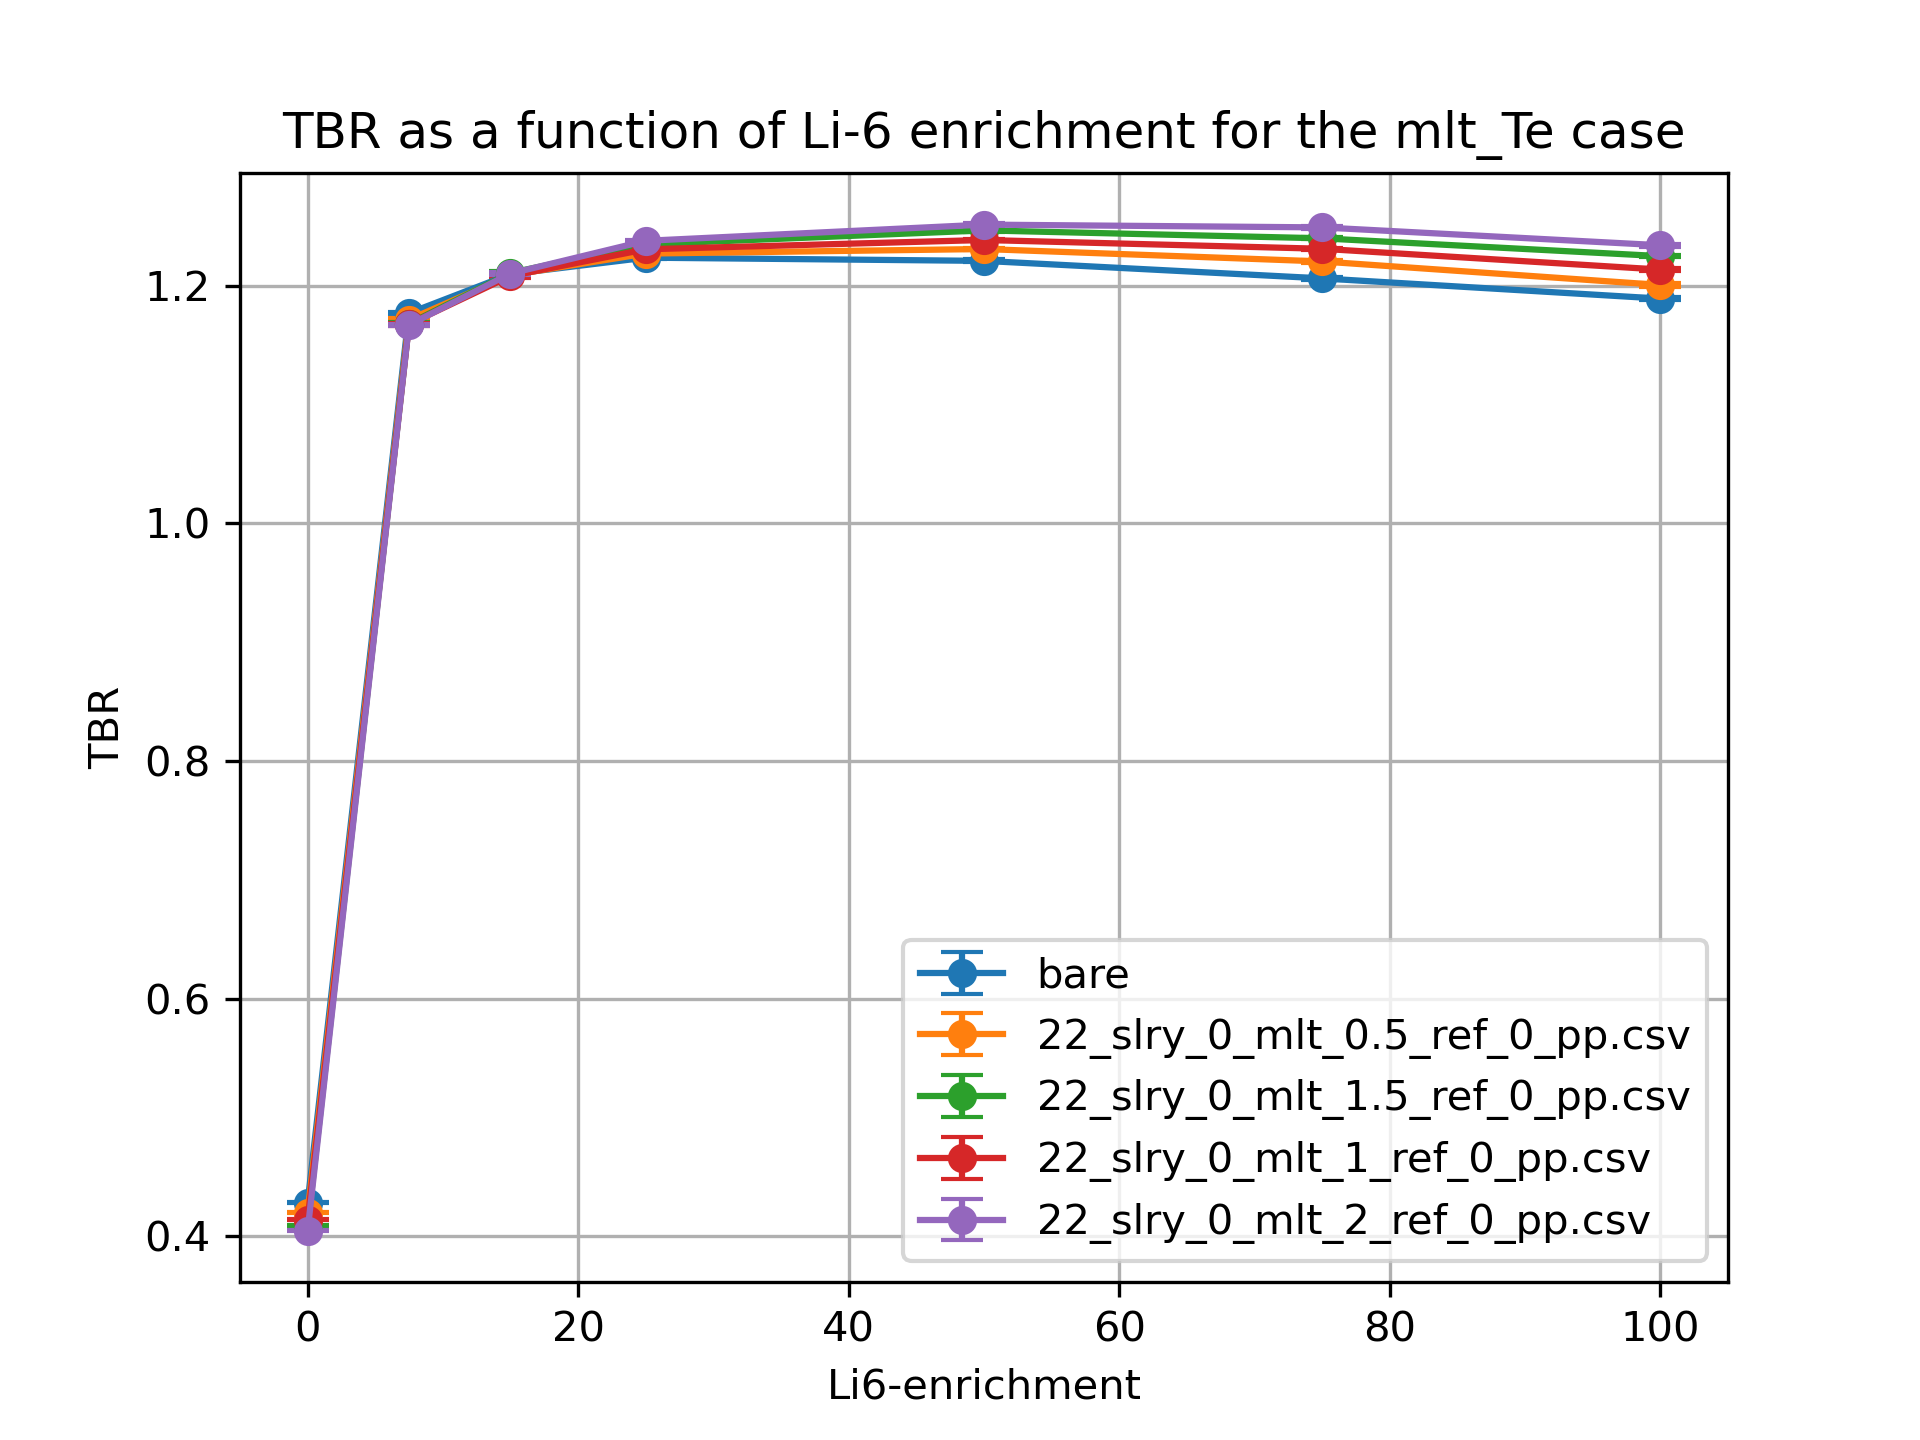 TBR as a function of Li-6 enrichment for the mlt_Te case
TBR
1.2
1.0
0.8
0.6
0.4
bare
22_slry_0_mlt_0.5_ref_0_pp.csv
22_slry_0_mlt_1.5_ref_0_pp.csv
22_slry_0_mlt_1_ref_0_pp.csv
22_slry_0_mlt_2_ref_0_pp.csv
0 20 40 60 80 100
Li6-enrichment